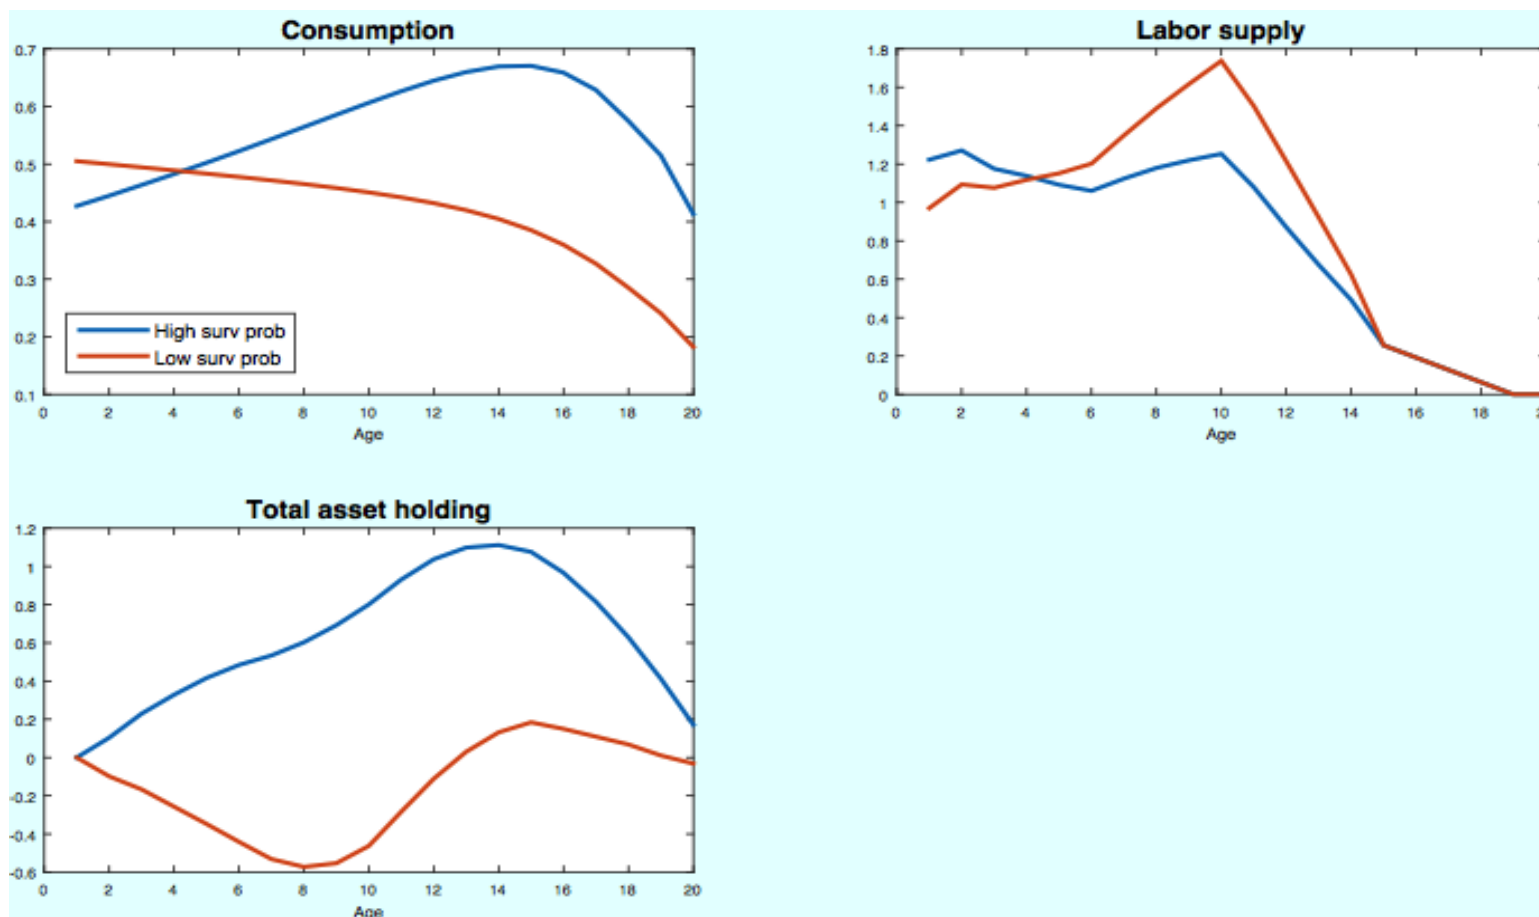 Consumption
0.7
0.6
0.5
0.4
0.3
0.2
0.1
High surv prob
Low surv prob
0 2 4 6 8 10 12 14 16 18 20
Age
Labor supply
1.8
1.6
1.4
1.2
1
0.8
0.6
0.4
0.2
0
0 2 4 6 8 10 12 14 16 18
Age
Total asset holding
1.2
1
0.8
0.6
0.4
0.2
0
-0.2
-0.4
-0.6
0 2 4 6 8 10 12 14 16 18 20
Age